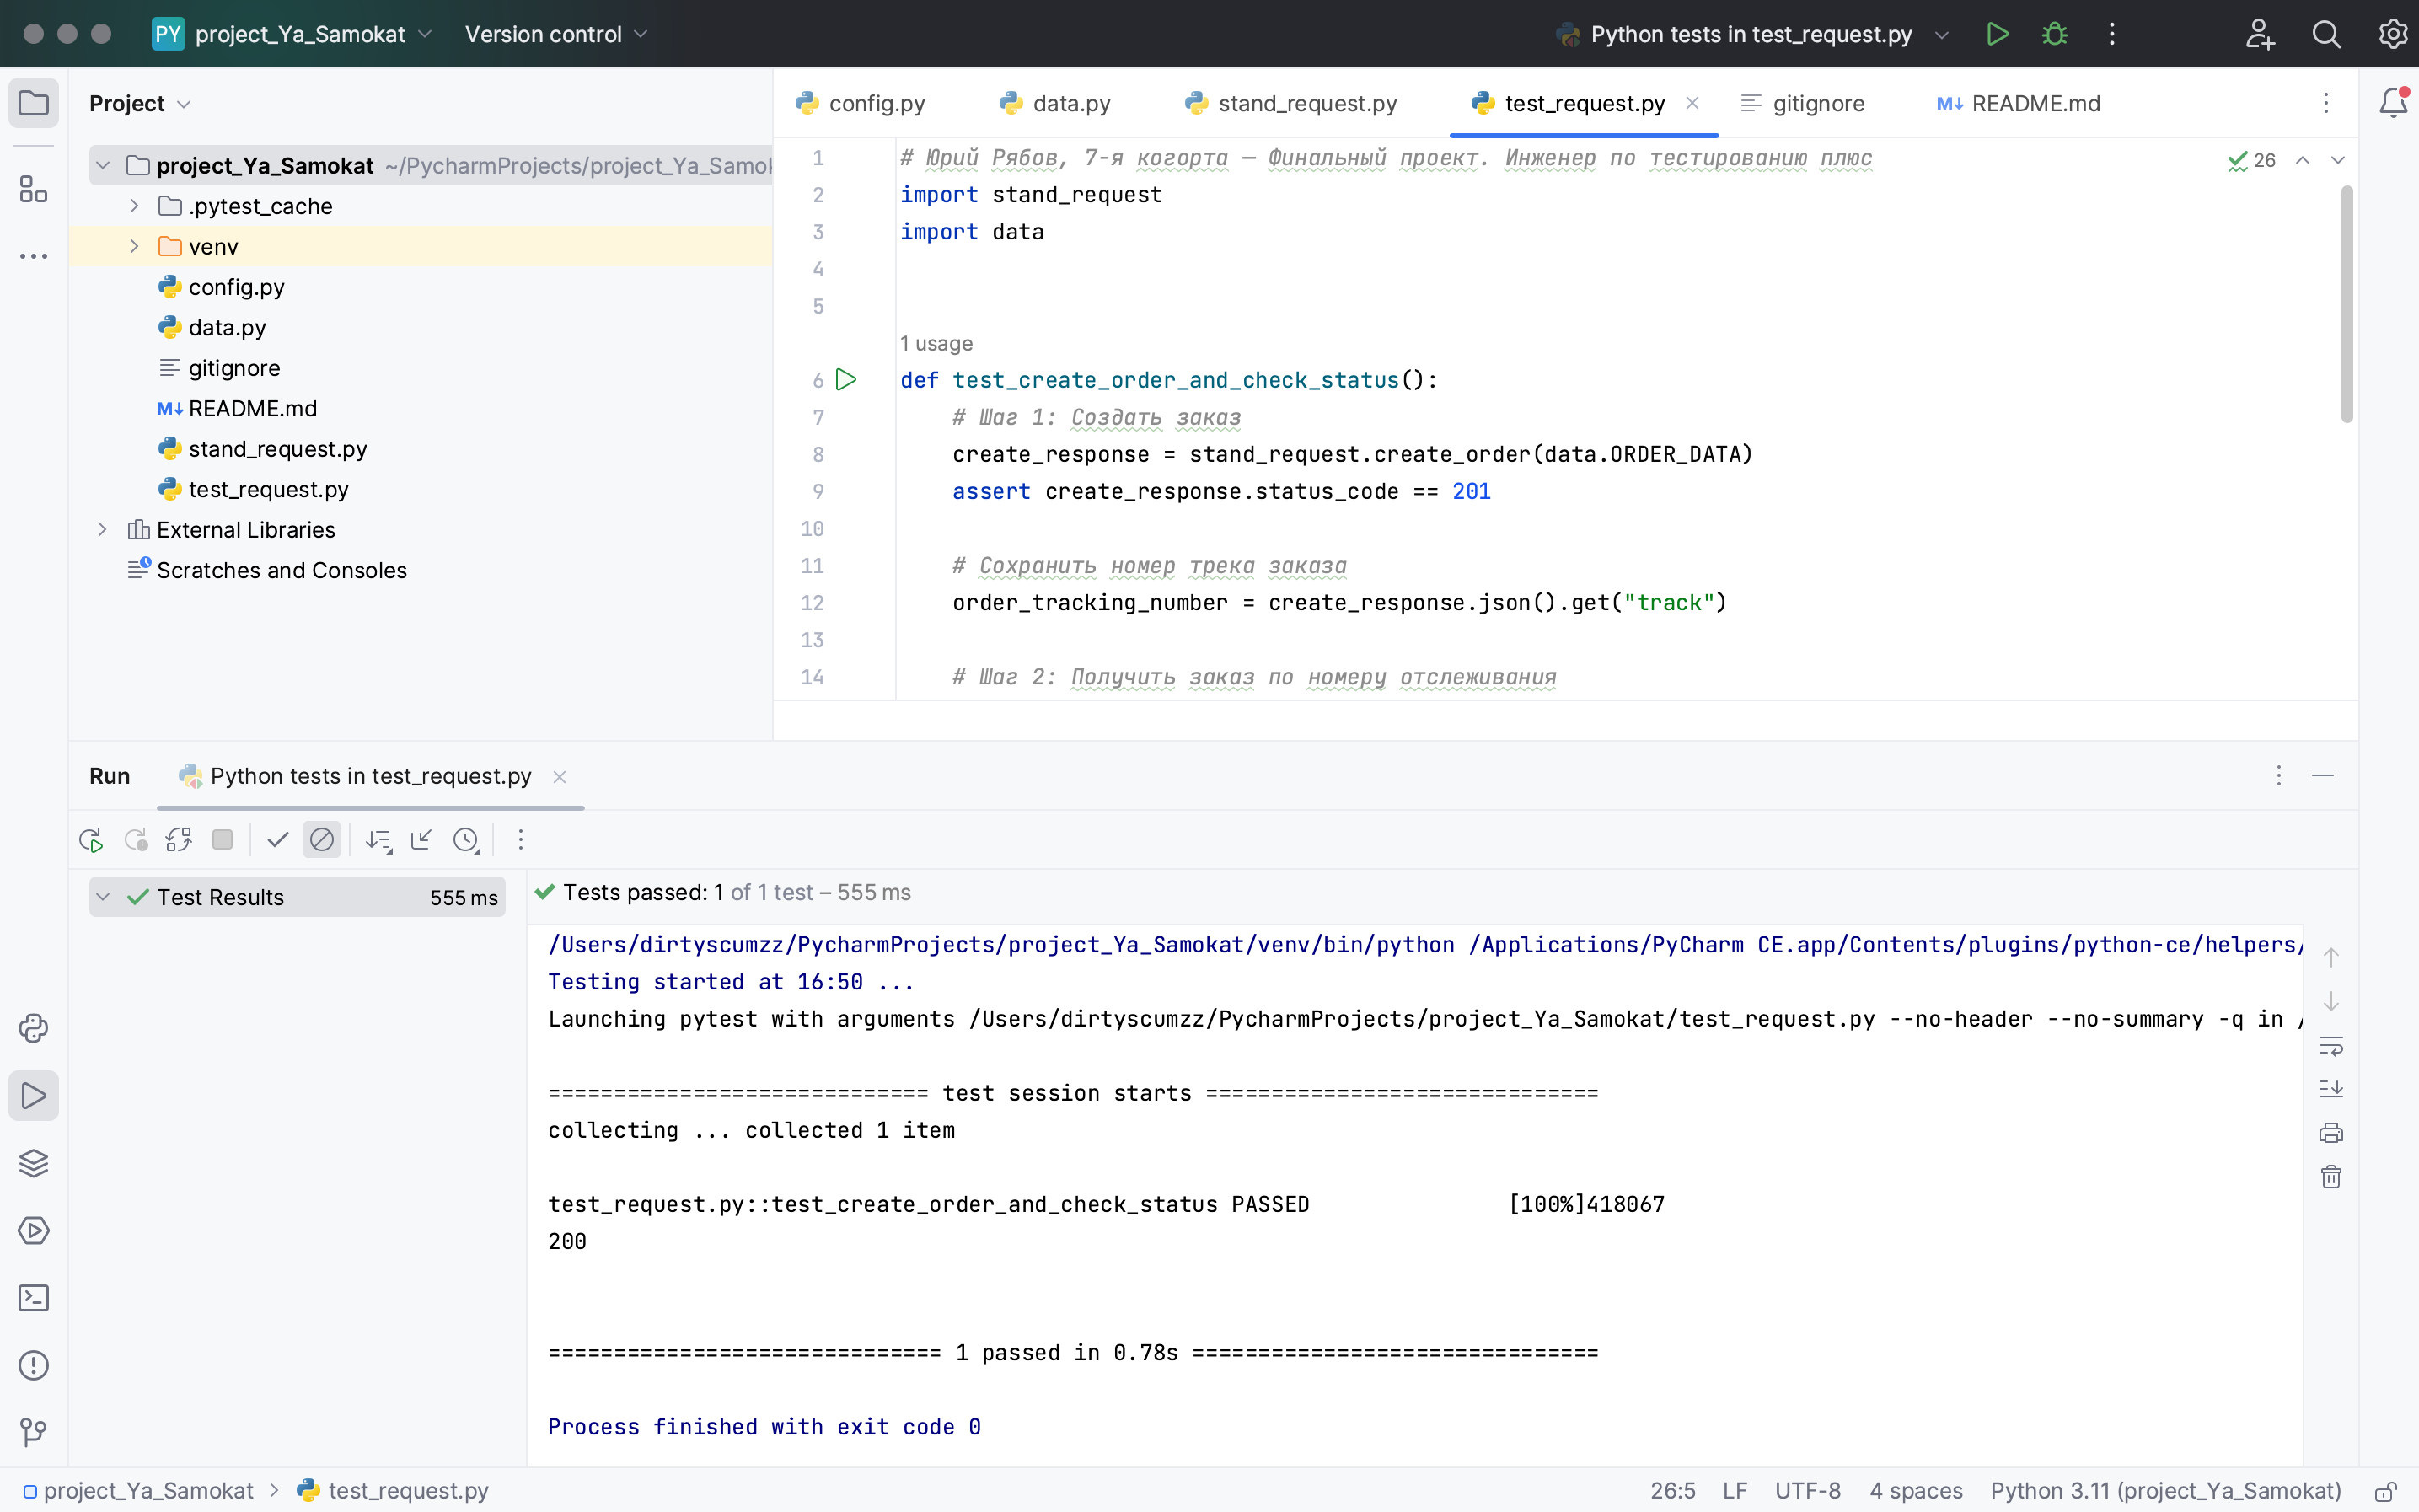 PY project_Ya_Samokat Version control Python tests in test_request.py
Project
config.py data.py stand_request.py test_request.py gitignore M↓ README.md
project_Ya_Samokat ~/PycharmProjects/project_Ya_Samok
.pytest_cache
venv
config.py
data.py
gitignore
M↓ README.md
stand_request.py
test_request.py
External Libraries
Scratches and Consoles
26
1 # Юрий Рябов, 7-я когорта — Финальный проект. Инженер по тестированию плюс
2 import stand_request
3 import data
4
5
1 usage
6 def test_create_order_and_check_status():
7 # Шаг 1: Создать заказ
8 create_response = stand_request.create_order(data.ORDER_DATA)
9 assert create_response.status_code == 201
10
11 # Сохранить номер трека заказа
12 order_tracking_number = create_response.json().get("track")
13
14 # Шаг 2: Получить заказ по номеру отслеживания
Run Python tests in test_request.py
Test Results 555 ms
Tests passed: 1 of 1 test – 555 ms
/Users/dirtyscumzz/PycharmProjects/project_Ya_Samokat/venv/bin/python /Applications/PyCharm CE.app/Contents/plugins/python-ce/helpers/
Testing started at 16:50 ...
Launching pytest with arguments /Users/dirtyscumzz/PycharmProjects/project_Ya_Samokat/test_request.py --no-header --no-summary -q in /
============================= test session starts ==============================
collecting ... collected 1 item
test_request.py::test_create_order_and_check_status PASSED [100%]418067
200
============================== 1 passed in 0.78s ===============================
Process finished with exit code 0
project_Ya_Samokat > test_request.py
26:5 LF UTF-8 4 spaces Python 3.11 (project_Ya_Samokat)